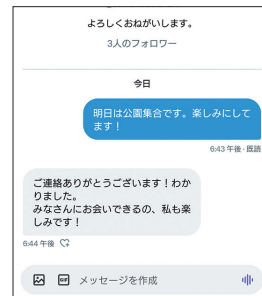 よろしくおねがいします。
3人のフォロワー
今日
明日は公園集合です。楽しみにして
ます！
6:43 午後・既読
ご連絡ありがとうございます！わか
りました。
みなさんにお会いできるの、私も楽
しみです！
6:44 午後
GIF メッセージを作成